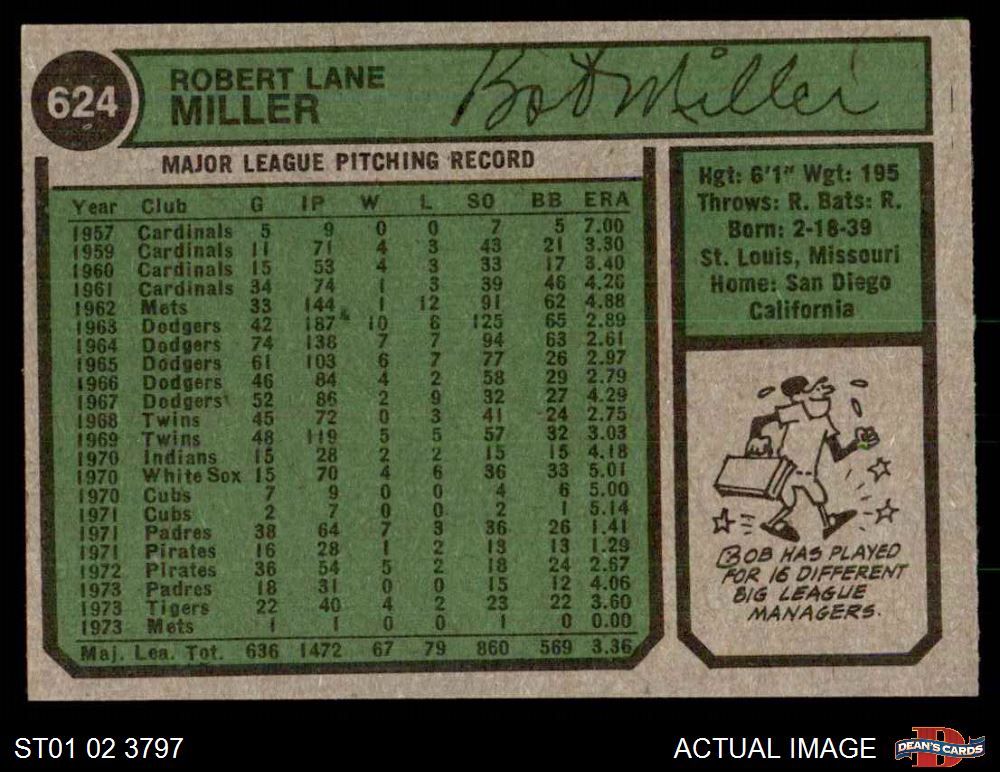 624
ROBERT LANE
MILLER
Bob Miller
MAJOR LEAGUE PITCHING RECORD
Year Club G IP W L SO BB ERA
1957 Cardinals 5 9 0 0 7 5 7.00
1959 Cardinals 11 71 4 3 43 21 3.30
1960 Cardinals 15 53 4 3 33 17 3.40
1961 Cardinals 34 74 1 3 39 46 4.26
1962 Mets 33 144 1 12 91 62 4.88
1963 Dodgers 42 187 10 8 125 65 2.89
1964 Dodgers 74 138 7 7 94 63 2.61
1965 Dodgers 61 103 6 7 77 26 2.97
1966 Dodgers 46 84 4 2 58 29 2.79
1967 Dodgers 52 86 2 9 32 27 4.29
1968 Twins 45 72 0 3 41 24 2.75
1969 Twins 48 119 5 5 57 32 3.03
1970 Indians 15 28 2 2 15 15 4.18
1970 White Sox 15 70 4 6 36 33 5.01
1970 Cubs 7 9 0 0 4 6 5.00
1971 Cubs 2 7 0 0 2 1 5.14
1971 Padres 38 64 7 3 36 26 1.41
1971 Pirates 16 28 1 2 13 13 1.29
1972 Pirates 36 54 5 2 18 24 2.67
1973 Padres 18 31 0 0 15 12 4.06
1973 Tigers 22 40 4 2 23 22 3.60
1973 Mets 1 1 0 0 1 0 0.00
Maj. Lea. Tot. 636 1472 67 79 860 569 3.36
Hgt: 6'1" Wgt: 195
Throws: R. Bats: R.
Born: 2-18-39
St. Louis, Missouri
Home: San Diego
California
BOB HAS PLAYED
FOR 16 DIFFERENT
BIG LEAGUE
MANAGERS.
ST01 02 3797
ACTUAL IMAGE
D
DEAN'S CARDS